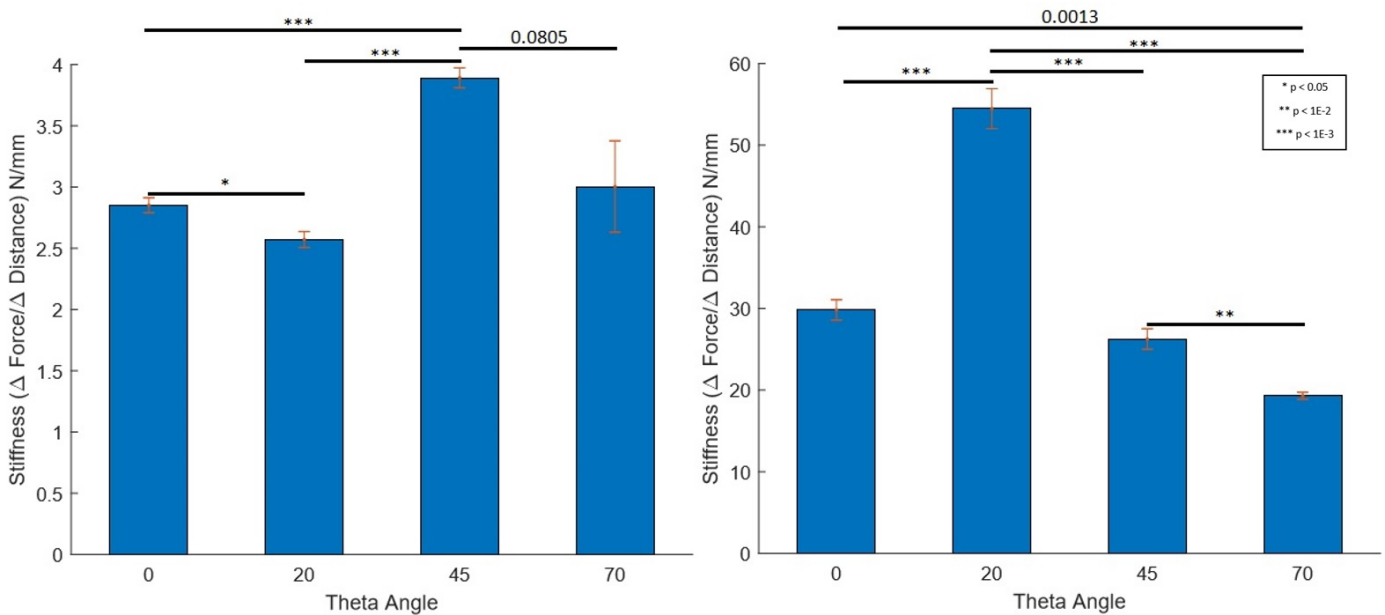 ***
*** 0.0805
*
4
3.5
3
2.5
2
1.5
1
0.5
0
Stiffness (Δ Force/Δ Distance) N/mm
0 20 45 70
Theta Angle
0.0013
***
*** ***
**
60
50
40
30
20
10
0
Stiffness (Δ Force/Δ Distance) N/mm
0 20 45 70
Theta Angle
* p < 0.05
** p < 1E-2
*** p < 1E-3